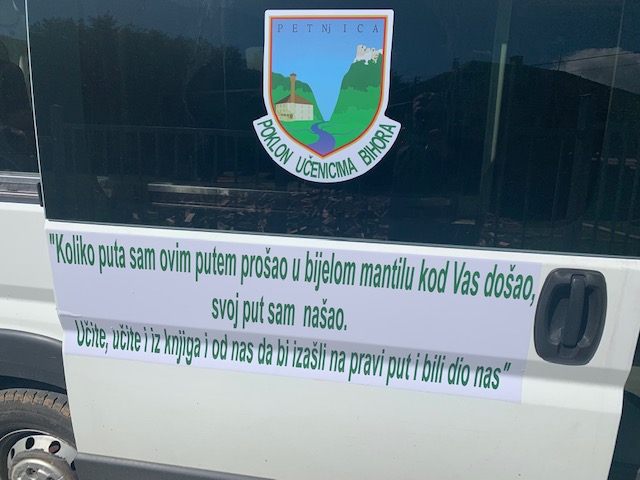 PETNjICA
POKLON UČENICIMA BIHORA
"Koliko puta sam ovim putem prošao u bijelom mantilu kod Vas došao,
svoj put sam našao.
Učite, učite i iz knjiga i od nas da bi izašli na pravi put i bili dio nas"